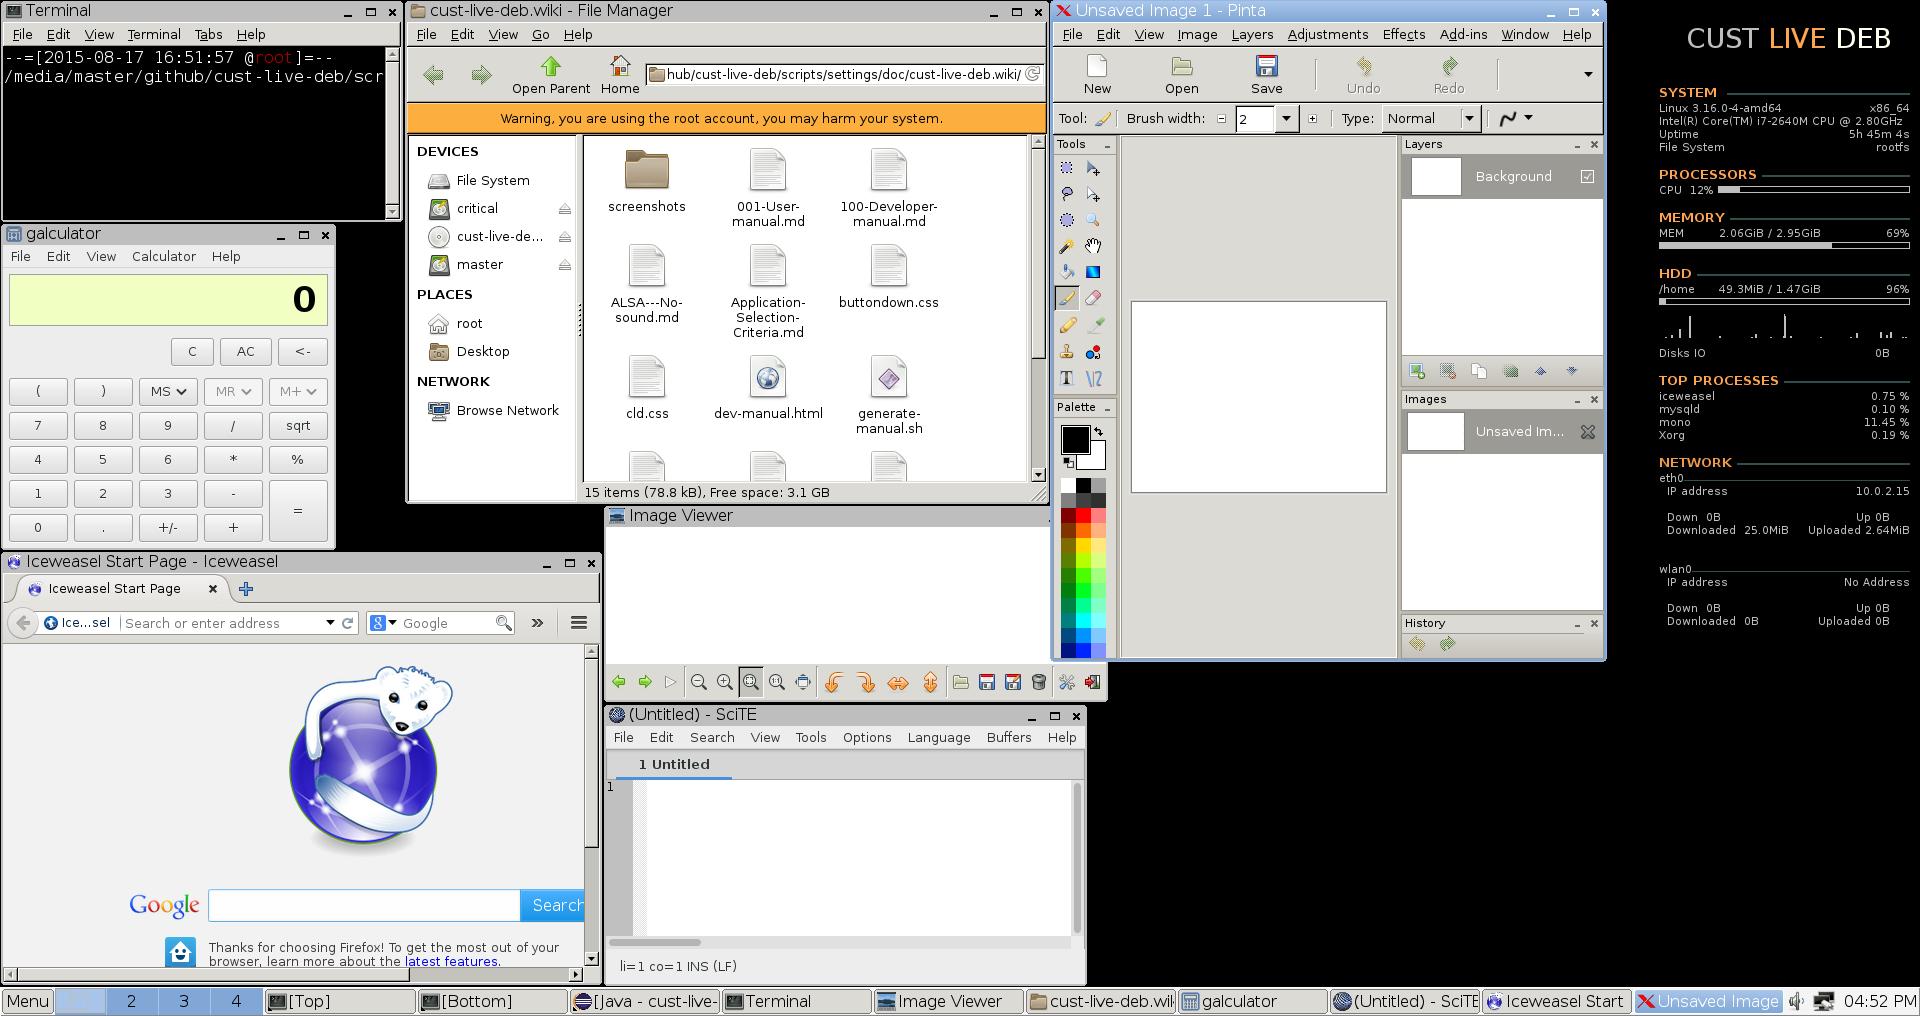 Terminal
File Edit View Terminal Tabs Help
--=[2015-08-17 16:51:57 @root]=--
/media/master/github/cust-live-deb/scr
galculator
File Edit View Calculator Help
0
C AC <-
( ) MS MR M+
7 8 9 / sqrt
4 5 6 * %
1 2 3 - =
0 . +/- +
Iceweasel Start Page - Iceweasel
Iceweasel Start Page
Ice...sel Search or enter address Google
Google Search
Thanks for choosing Firefox! To get the most out of your
browser, learn more about the latest features.
cust-live-deb.wiki - File Manager
File Edit View Go Help
Open Parent Home hub/cust-live-deb/scripts/settings/doc/cust-live-deb.wiki/
Warning, you are using the root account, you may harm your system.
DEVICES
File System
critical
cust-live-de...
master
PLACES
root
Desktop
NETWORK
Browse Network
screenshots
001-User-
manual.md
100-Developer-
manual.md
ALSA---No-
sound.md
Application-
Selection-
Criteria.md
buttondown.css
cld.css
dev-manual.html
generate-
manual.sh
15 items (78.8 kB), Free space: 3.1 GB
Image Viewer
(Untitled) - SciTE
File Edit Search View Tools Options Language Buffers Help
1 Untitled
1
li=1 co=1 INS (LF)
Unsaved Image 1 - Pinta
File Edit View Image Layers Adjustments Effects Add-ins Window Help
New Open Save Undo Redo
Tool: Brush width: 2 Type: Normal
Tools
Palette
Layers
Background
Images
Unsaved Im...
History
CUST LIVE DEB
SYSTEM
Linux 3.16.0-4-amd64 x86_64
Intel(R) Core(TM) i7-2640M CPU @ 2.80GHz
Uptime 5h 45m 4s
File System rootfs
PROCESSORS
CPU 12%
MEMORY
MEM 2.06GiB / 2.95GiB 69%
HDD
/home 49.3MiB / 1.47GiB 96%
Disks IO 0B
TOP PROCESSES
iceweasel 0.75 %
mysqld 0.10 %
mono 11.45 %
Xorg 0.19 %
NETWORK
eth0
IP address 10.0.2.15
Down 0B Up 0B
Downloaded 25.0MiB Uploaded 2.64MiB
wlan0
IP address No Address
Down 0B Up 0B
Downloaded 0B Uploaded 0B
Menu 2 3 4 [Top] [Bottom] [Java - cust-live- Terminal Image Viewer cust-live-deb.wik galculator (Untitled) - SciTE Iceweasel Start Unsaved Image 04:52 PM